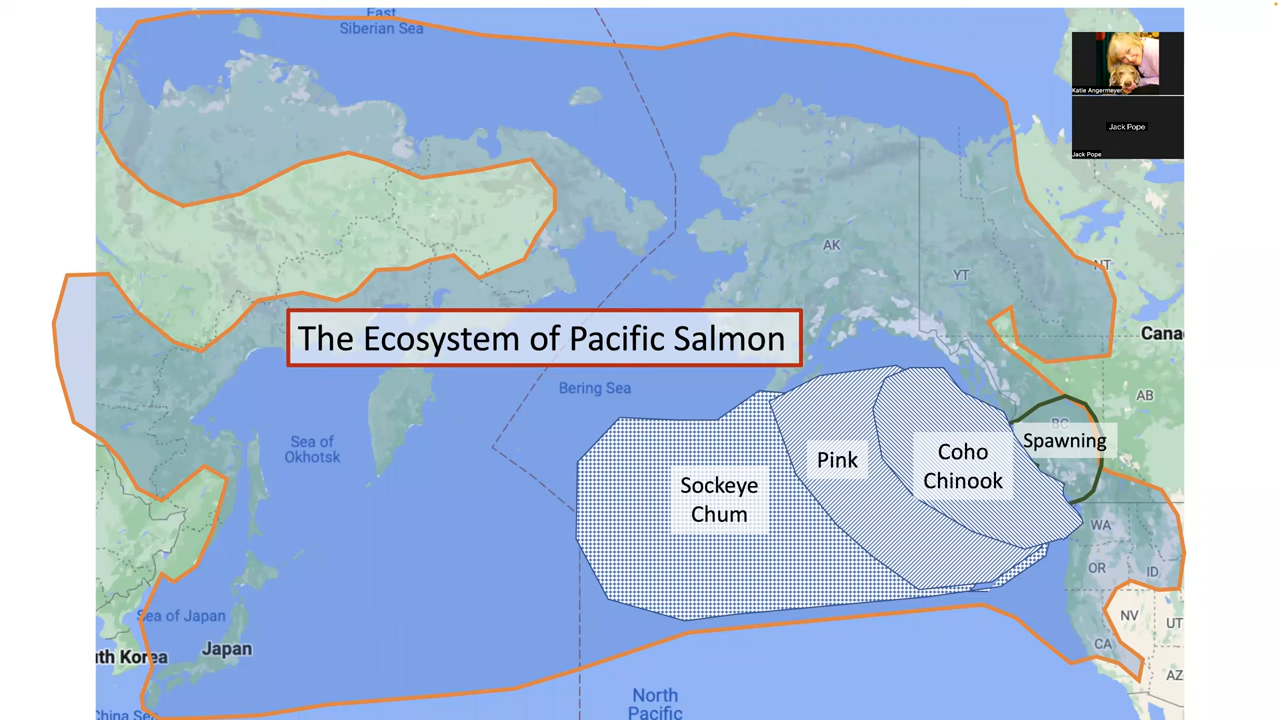 East
Siberian Sea
Katie Angermeyer
Jack Pope
Jack Pope
AK
YT
NT
The Ecosystem of Pacific Salmon
Cana
Bering Sea
AB
BC
Spawning
Sea of
Okhotsk
Pink
Coho
Chinook
Sockeye
Chum
WA
OR
ID
Sea of Japan
NV
UT
Japan
uth Korea
CA
AZ
North
Pacific
China Sea